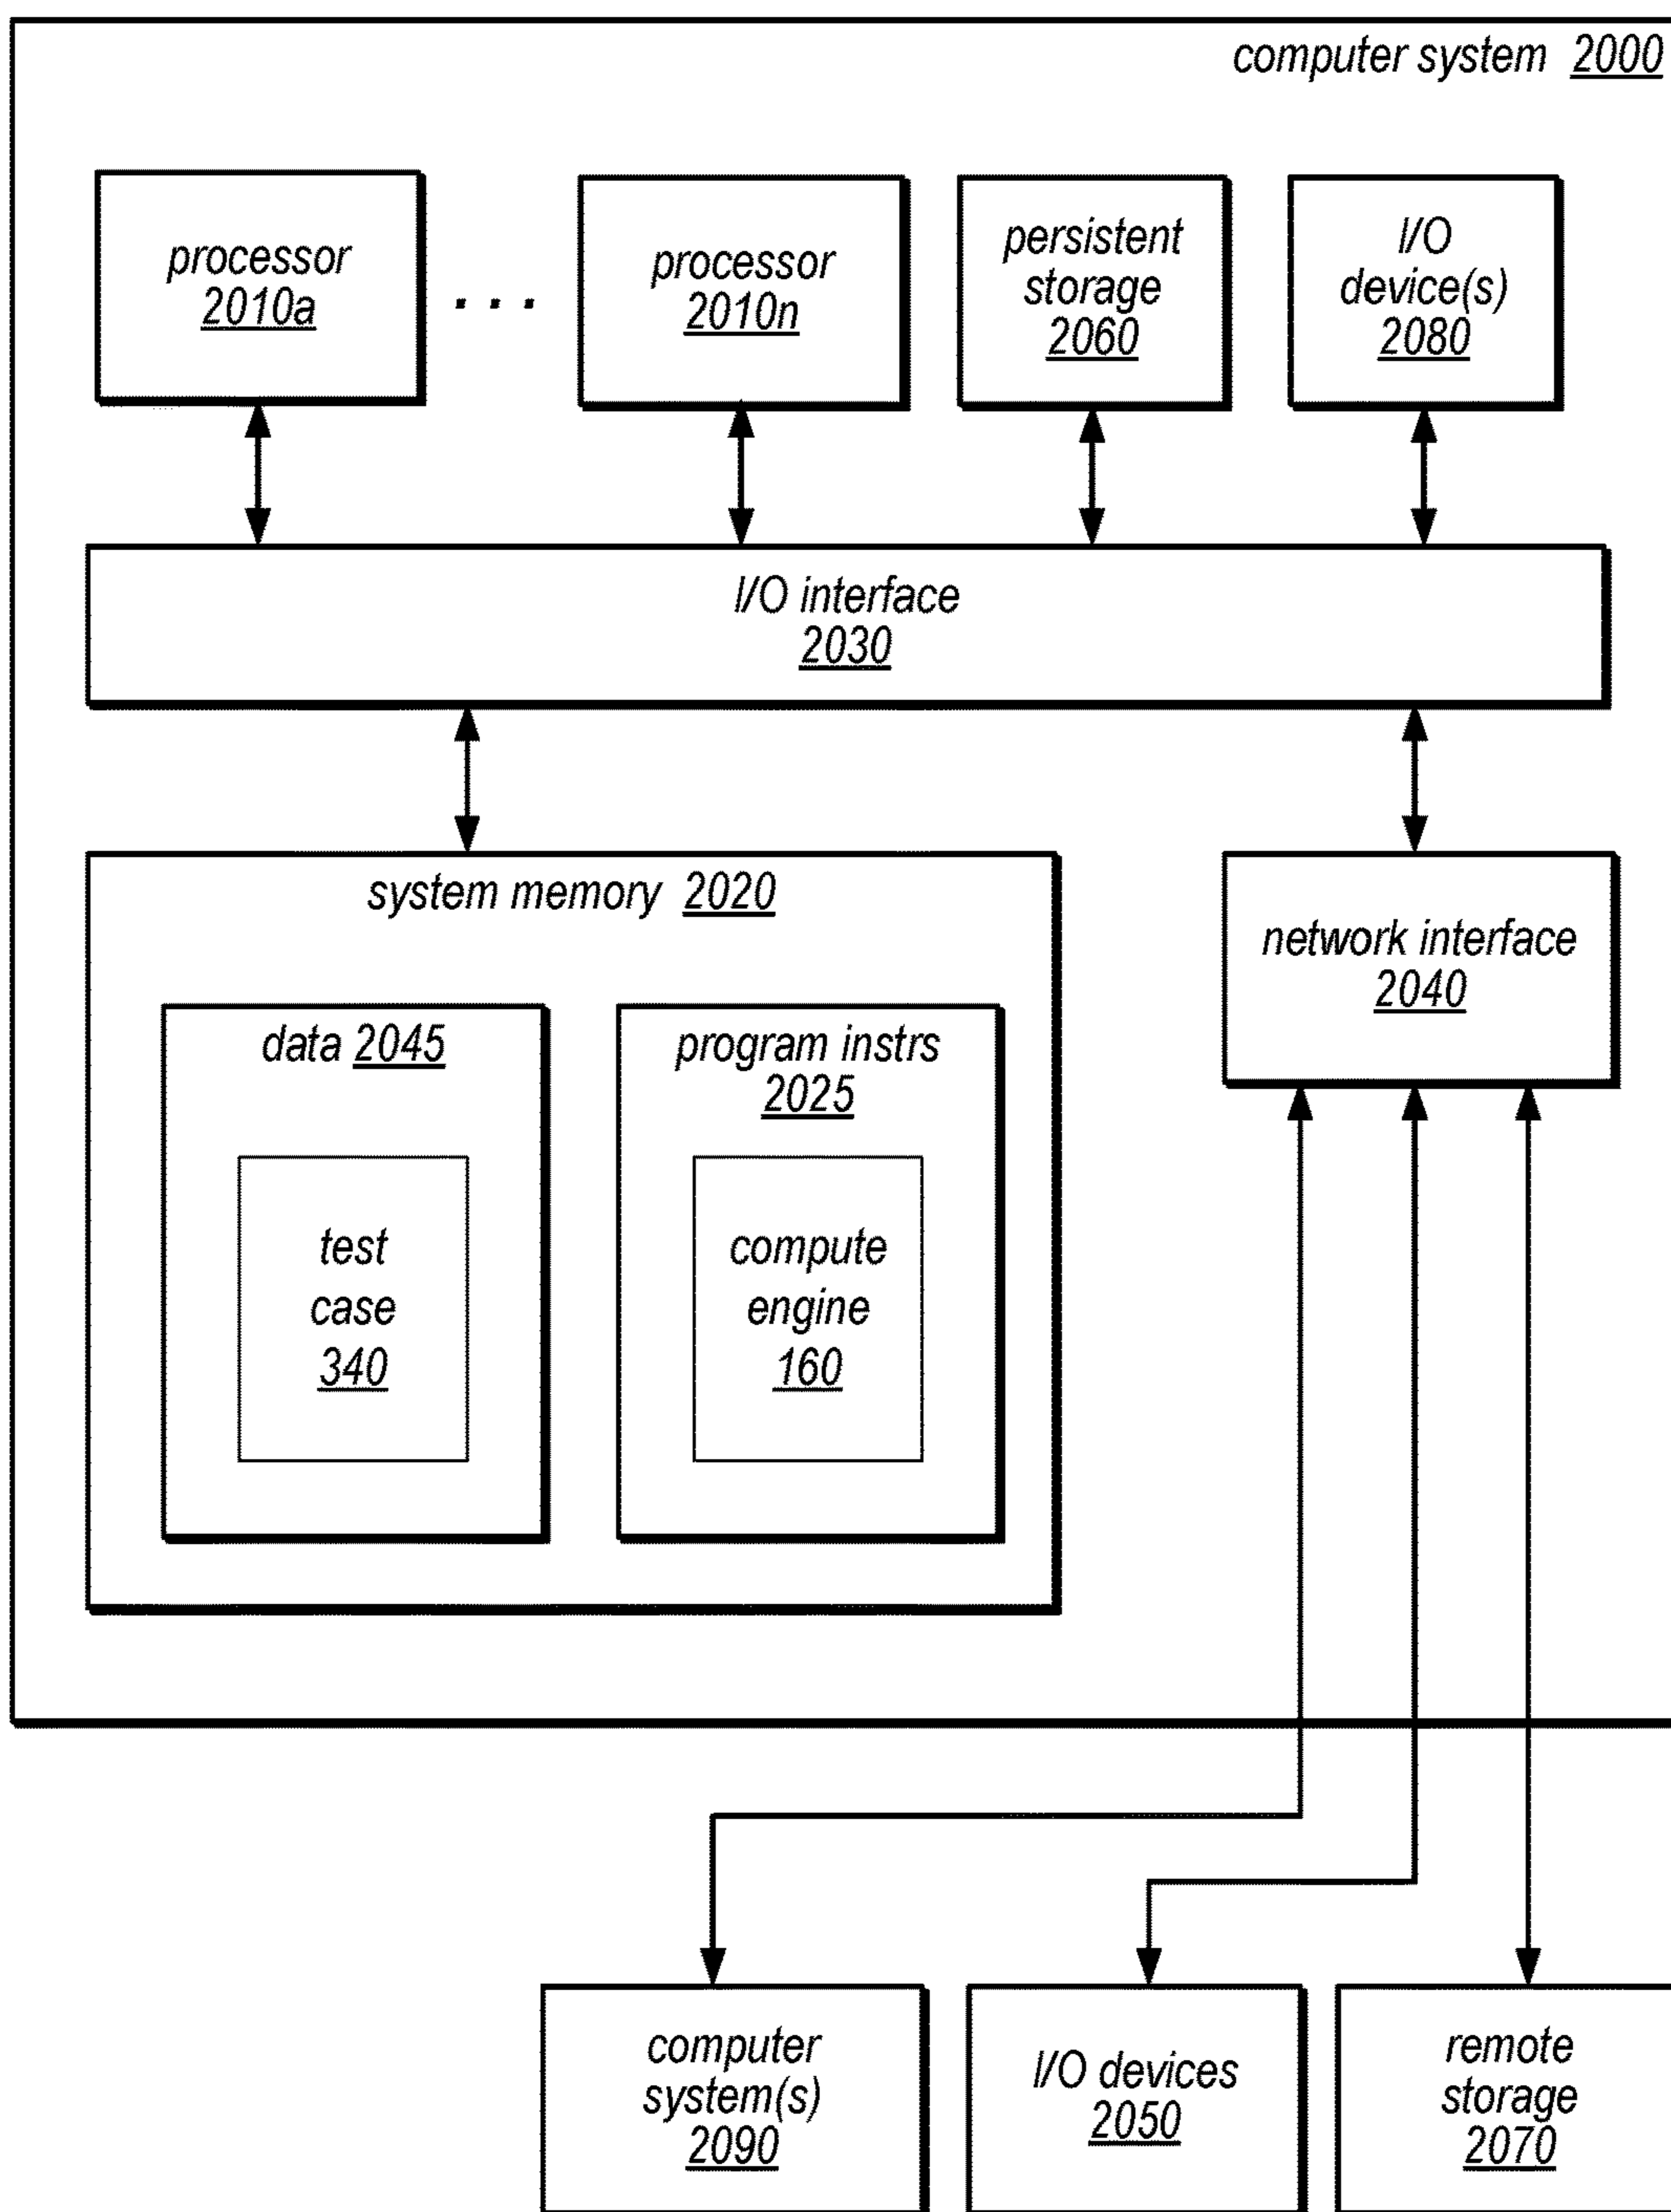 computer system 2000
processor
2010a
. . .
processor
2010n
persistent
storage
2060
I/O
device(s)
2080
I/O interface
2030
system memory 2020
data 2045
test
case
340
program instrs
2025
compute
engine
160
network interface
2040
computer
system(s)
2090
I/O devices
2050
remote
storage
2070